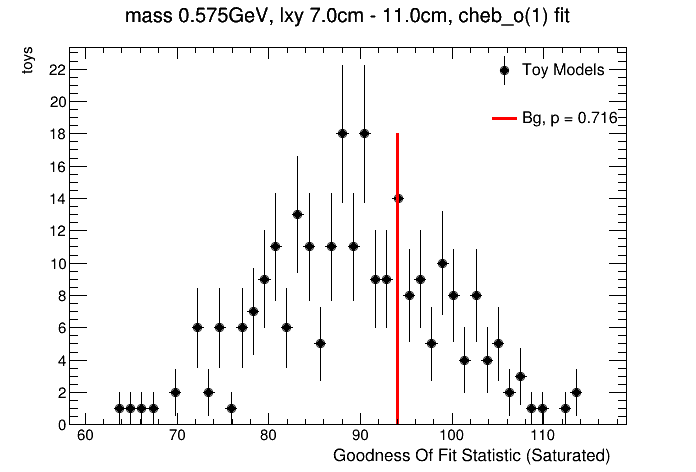 mass 0.575GeV, lxy 7.0cm - 11.0cm, cheb_o(1) fit
toys
Toy Models
Bg, p = 0.716
22
20
18
16
14
12
10
8
6
4
2
0
60 70 80 90 100 110
Goodness Of Fit Statistic (Saturated)